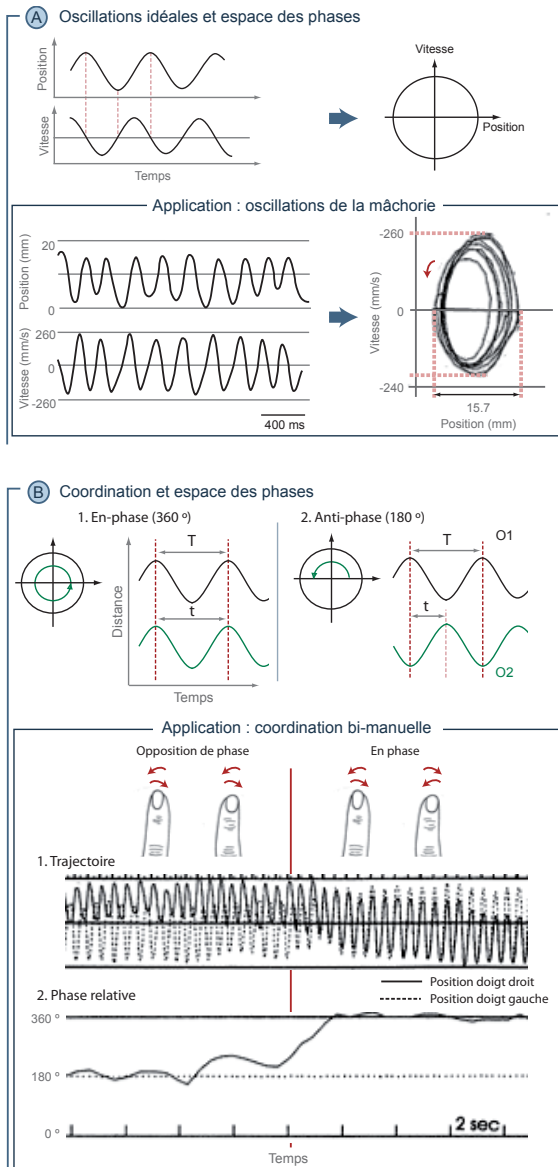 A Oscillations idéales et espace des phases
Position
Vitesse
Temps
Vitesse
Position
Application : oscillations de la mâchorie
20
Position (mm)
0
260
0
Vitesse (mm/s)
-260
400 ms
-260
Vitesse (mm/s)
0
-240
15.7
Position (mm)
B Coordination et espace des phases
1. En-phase (360 º)
2. Anti-phase (180 º)
T
t
Distance
Temps
T
O1
t
O2
Application : coordination bi-manuelle
Opposition de phase
En phase
1. Trajectoire
Position doigt droit
Position doigt gauche
2. Phase relative
360 º
180 º
0 º
2 sec
Temps